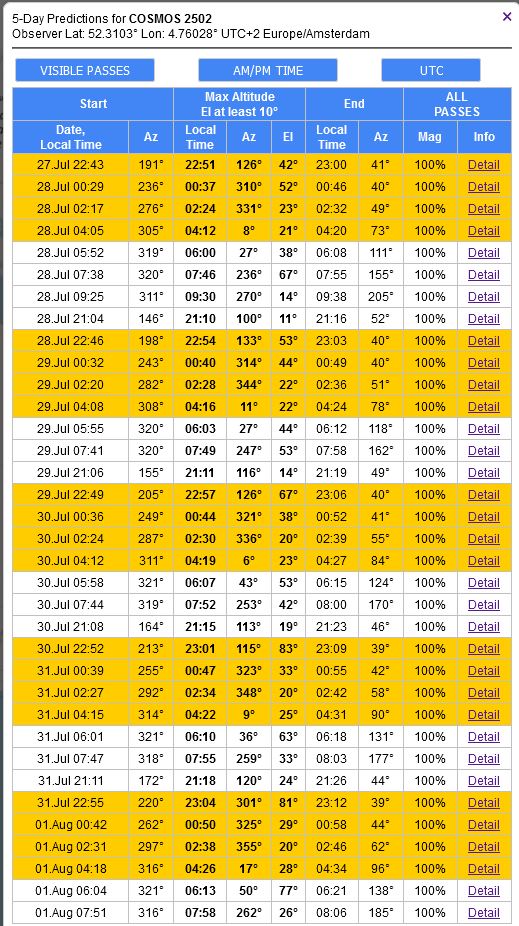 5-Day Predictions for COSMOS 2502
×
Observer Lat: 52.3103° Lon: 4.76028° UTC+2 Europe/Amsterdam
VISIBLE PASSES AM/PM TIME UTC
Start Max Altitude El at least 10° End ALL PASSES
Date, Local Time Az Local Time Az El Local Time Az Mag Info
27.Jul 22:43 191° 22:51 126° 42° 23:00 41° 100% Detail
28.Jul 00:29 236° 00:37 310° 52° 00:46 40° 100% Detail
28.Jul 02:17 276° 02:24 331° 23° 02:32 49° 100% Detail
28.Jul 04:05 305° 04:12 8° 21° 04:20 73° 100% Detail
28.Jul 05:52 319° 06:00 27° 38° 06:08 111° 100% Detail
28.Jul 07:38 320° 07:46 236° 67° 07:55 155° 100% Detail
28.Jul 09:25 311° 09:30 270° 14° 09:38 205° 100% Detail
28.Jul 21:04 146° 21:10 100° 11° 21:16 52° 100% Detail
28.Jul 22:46 198° 22:54 133° 53° 23:03 40° 100% Detail
29.Jul 00:32 243° 00:40 314° 44° 00:49 40° 100% Detail
29.Jul 02:20 282° 02:28 344° 22° 02:36 51° 100% Detail
29.Jul 04:08 308° 04:16 11° 22° 04:24 78° 100% Detail
29.Jul 05:55 320° 06:03 27° 44° 06:12 118° 100% Detail
29.Jul 07:41 320° 07:49 247° 53° 07:58 162° 100% Detail
29.Jul 21:06 155° 21:11 116° 14° 21:19 49° 100% Detail
29.Jul 22:49 205° 22:57 126° 67° 23:06 40° 100% Detail
30.Jul 00:36 249° 00:44 321° 38° 00:52 41° 100% Detail
30.Jul 02:24 287° 02:30 336° 20° 02:39 55° 100% Detail
30.Jul 04:12 311° 04:19 6° 23° 04:27 84° 100% Detail
30.Jul 05:58 321° 06:07 43° 53° 06:15 124° 100% Detail
30.Jul 07:44 319° 07:52 253° 42° 08:00 170° 100% Detail
30.Jul 21:08 164° 21:15 113° 19° 21:23 46° 100% Detail
30.Jul 22:52 213° 23:01 115° 83° 23:09 39° 100% Detail
31.Jul 00:39 255° 00:47 323° 33° 00:55 42° 100% Detail
31.Jul 02:27 292° 02:34 348° 20° 02:42 58° 100% Detail
31.Jul 04:15 314° 04:22 9° 25° 04:31 90° 100% Detail
31.Jul 06:01 321° 06:10 36° 63° 06:18 131° 100% Detail
31.Jul 07:47 318° 07:55 259° 33° 08:03 177° 100% Detail
31.Jul 21:11 172° 21:18 120° 24° 21:26 44° 100% Detail
31.Jul 22:55 220° 23:04 301° 81° 23:12 39° 100% Detail
01.Aug 00:42 262° 00:50 325° 29° 00:58 44° 100% Detail
01.Aug 02:31 297° 02:38 355° 20° 02:46 62° 100% Detail
01.Aug 04:18 316° 04:26 17° 28° 04:34 96° 100% Detail
01.Aug 06:04 321° 06:13 50° 77° 06:21 138° 100% Detail
01.Aug 07:51 316° 07:58 262° 26° 08:06 185° 100% Detail